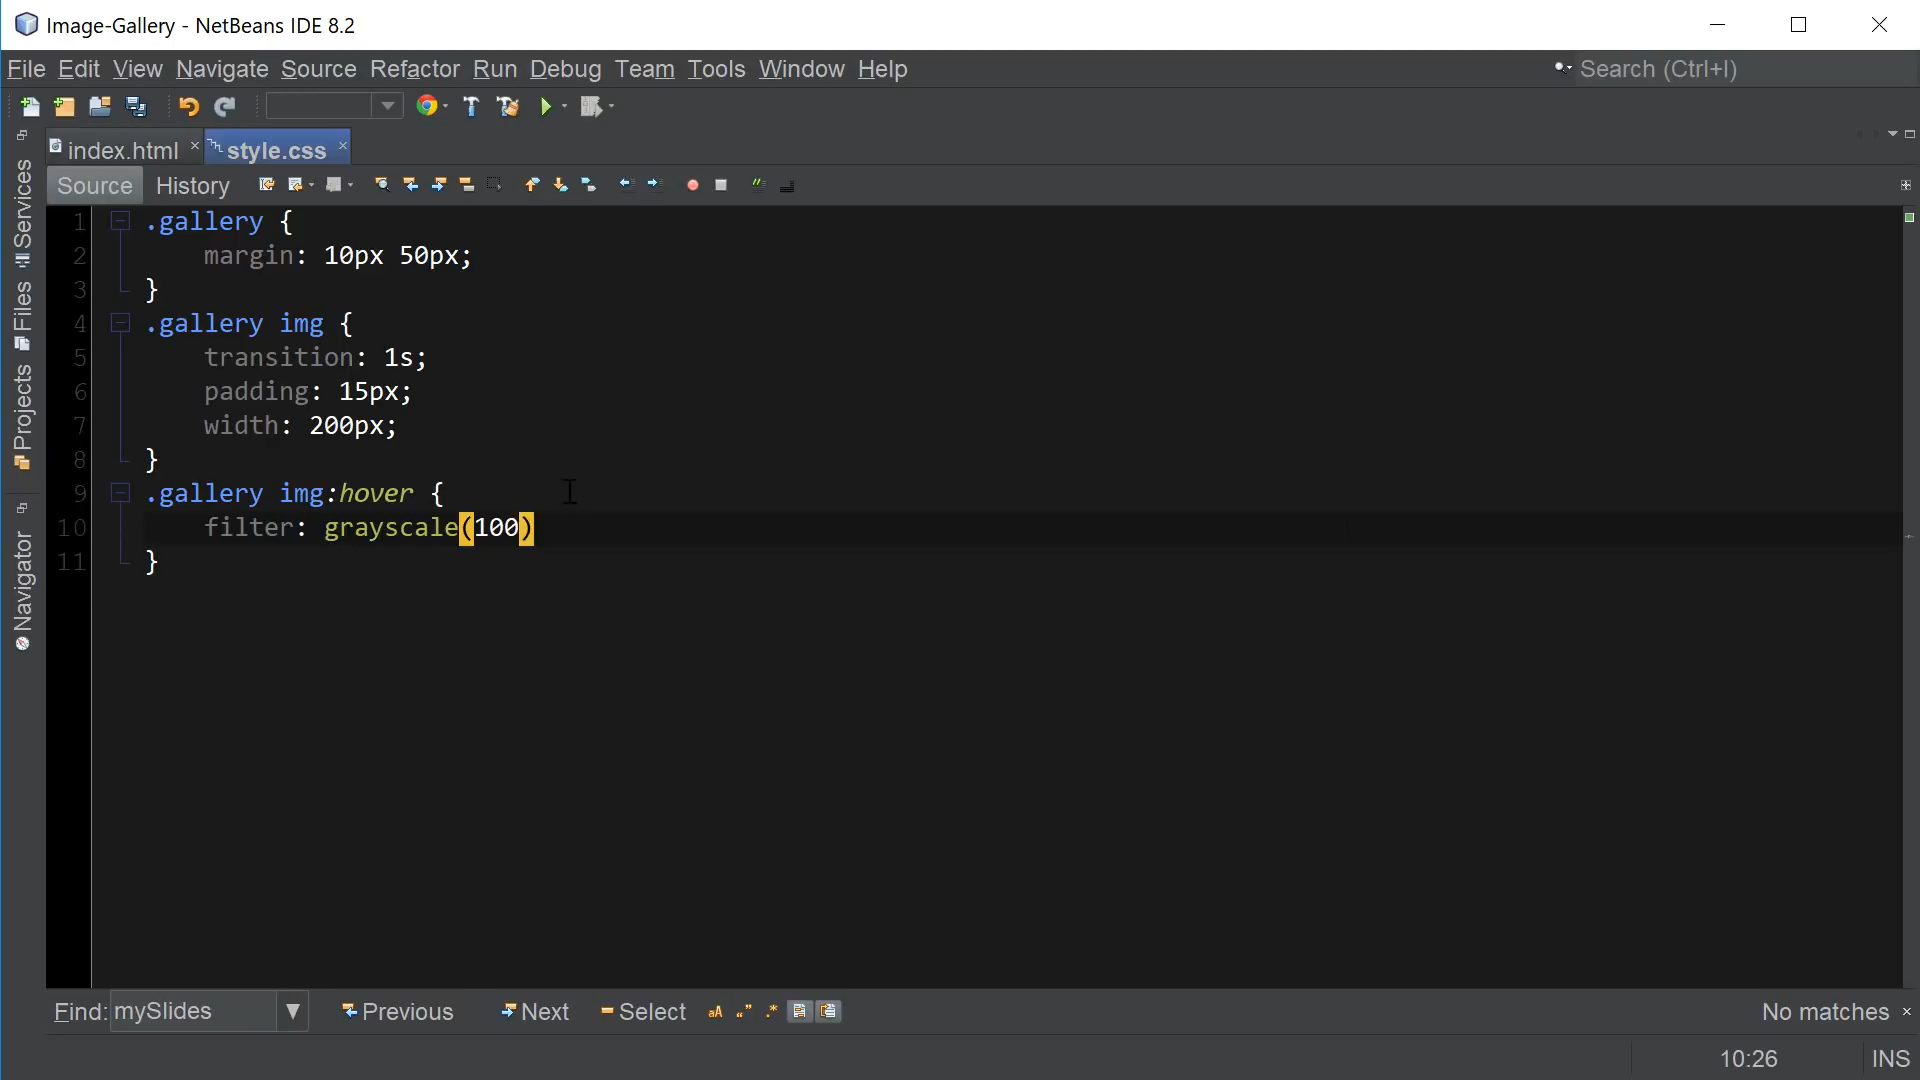 Image-Gallery - NetBeans IDE 8.2
File Edit View Navigate Source Refactor Run Debug Team Tools Window Help
Search (Ctrl+I)
index.html
style.css
Source History
Services
Files
Projects
Navigator
1 .gallery {
2 margin: 10px 50px;
3 }
4 .gallery img {
5 transition: 1s;
6 padding: 15px;
7 width: 200px;
8 }
9 .gallery img:hover {
10 filter: grayscale(100)
11 }
Find: mySlides Previous Next Select aA No matches
10:26 INS